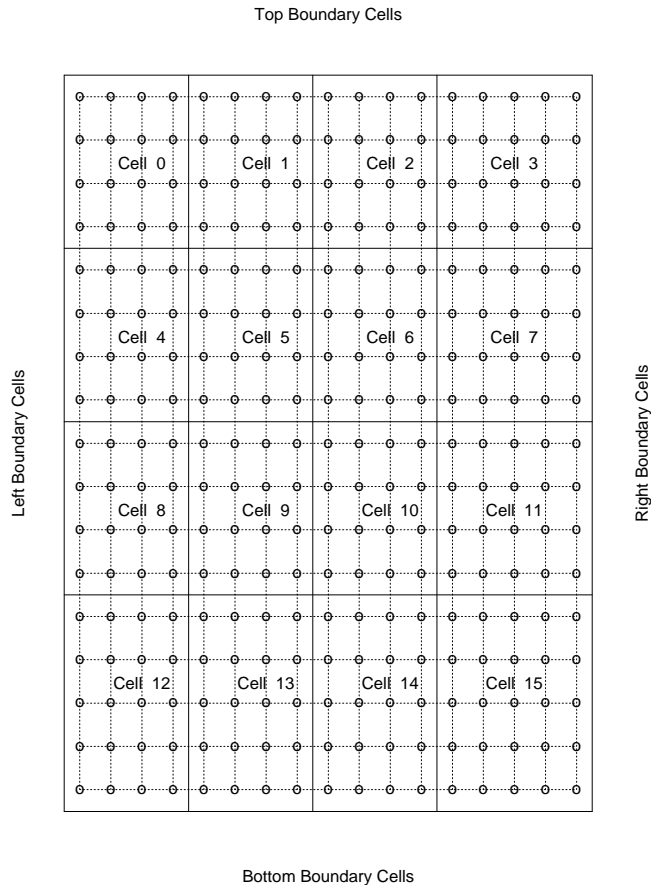 Top Boundary Cells
Cell 0 Cell 1 Cell 2 Cell 3
Cell 4 Cell 5 Cell 6 Cell 7
Left Boundary Cells
Right Boundary Cells
Cell 8 Cell 9 Cell 10 Cell 11
Cell 12 Cell 13 Cell 14 Cell 15
Bottom Boundary Cells